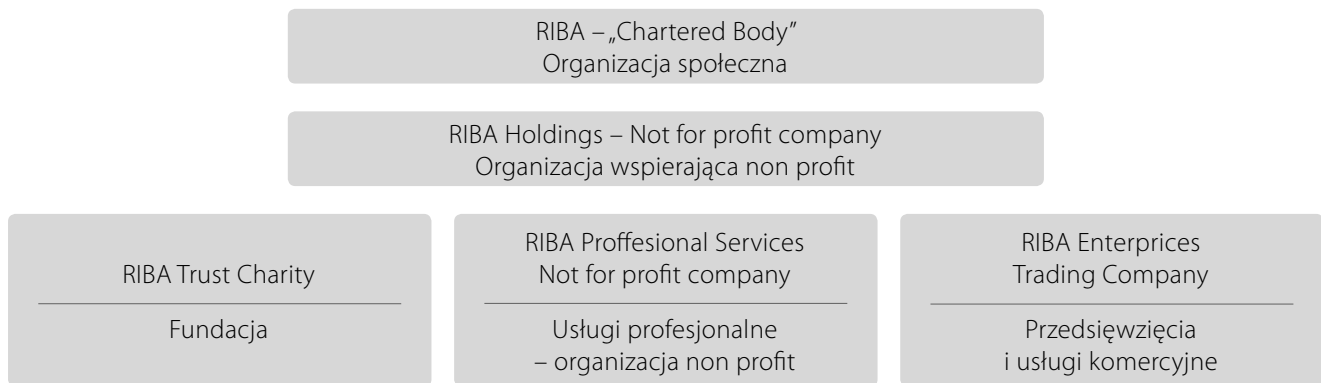 RIBA – „Chartered Body”
Organizacja społeczna
RIBA Holdings – Not for profit company
Organizacja wspierająca non profit
RIBA Trust Charity
Fundacja
RIBA Proffesional Services
Not for profit company
Usługi profesjonalne
– organizacja non profit
RIBA Enterprices
Trading Company
Przedsięwzięcia
i usługi komercyjne